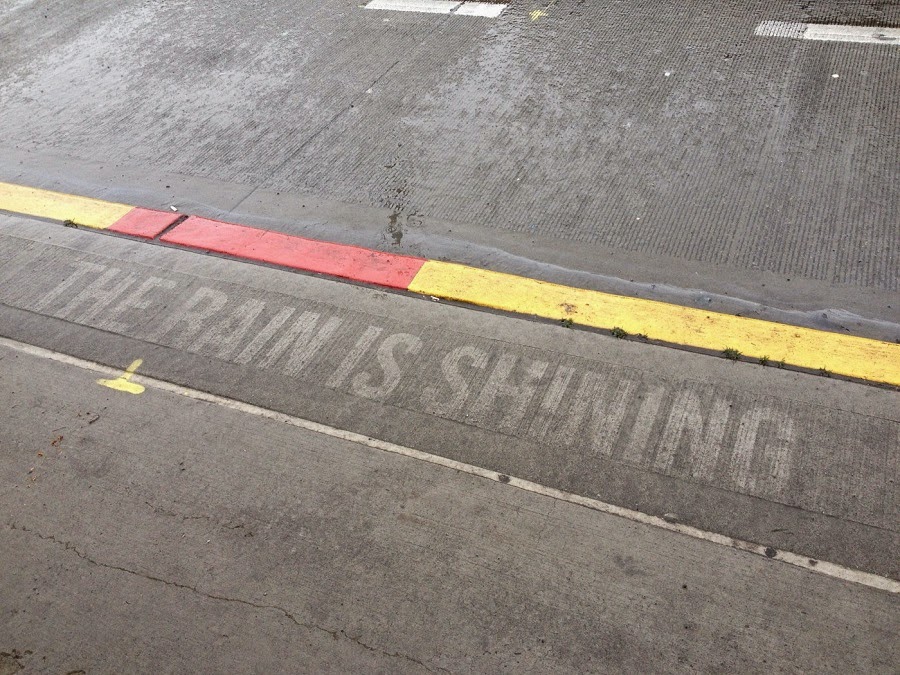 THE RAIN IS SHINING